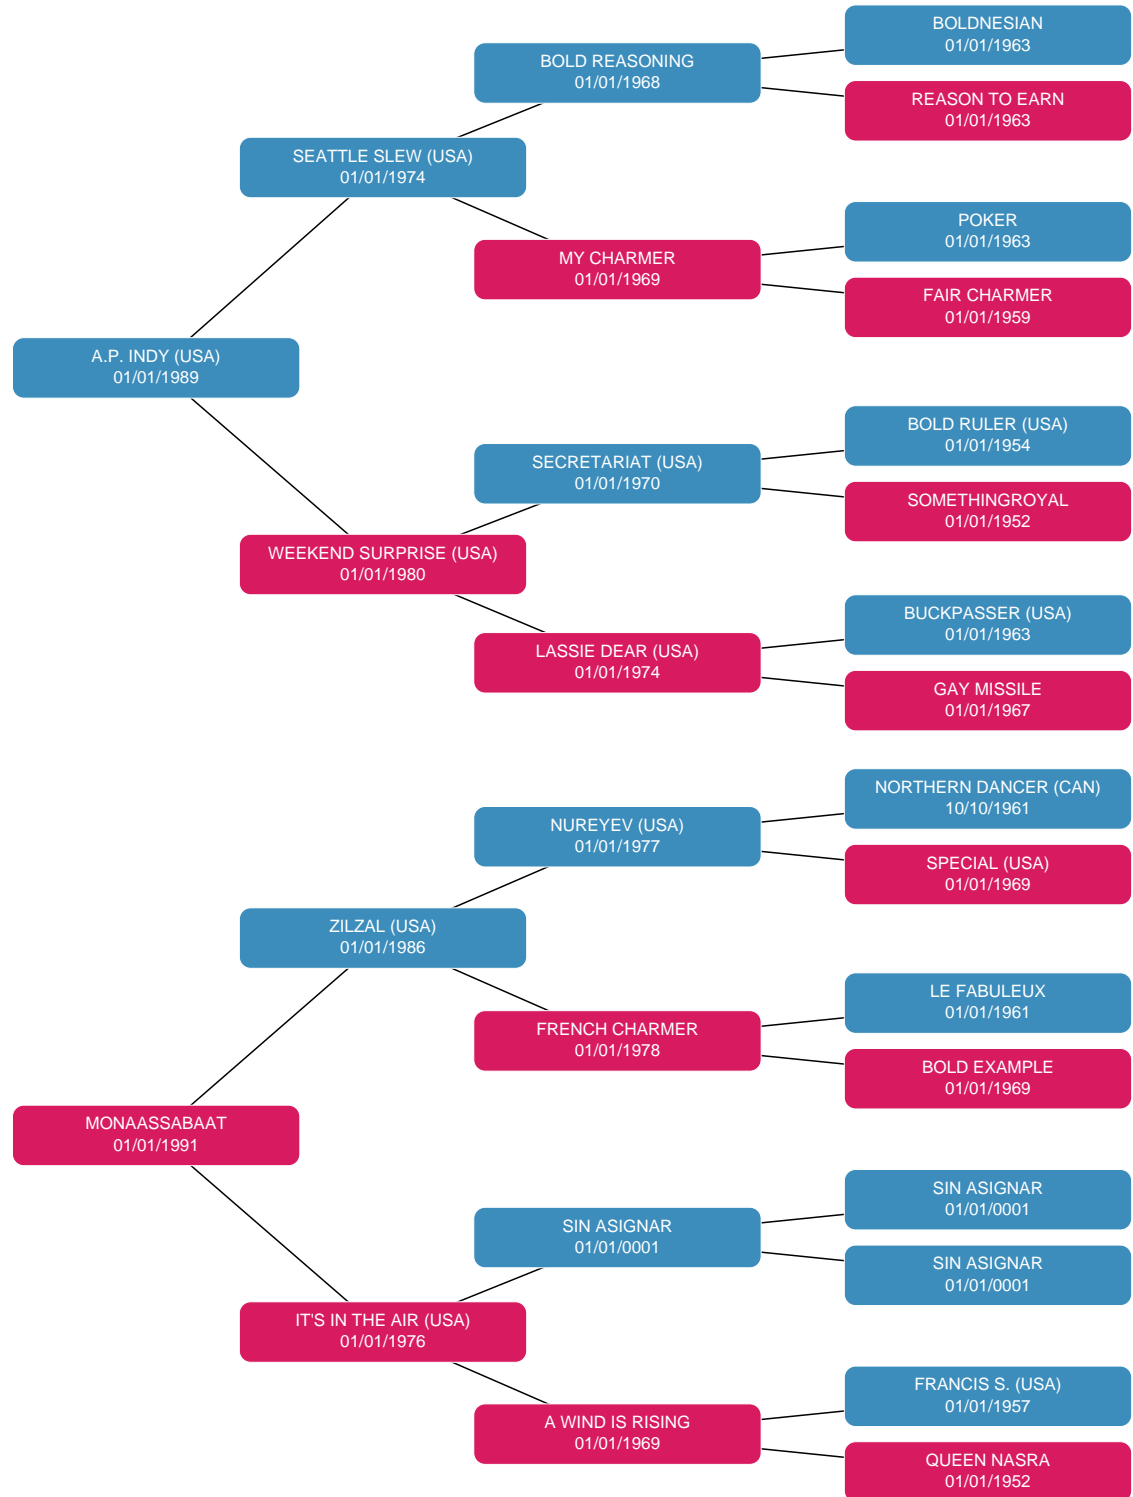 BOLDNESIAN
01/01/1963
BOLD REASONING
01/01/1968
REASON TO EARN
01/01/1963
SEATTLE SLEW (USA)
01/01/1974
POKER
01/01/1963
MY CHARMER
01/01/1969
FAIR CHARMER
01/01/1959
A.P. INDY (USA)
01/01/1989
BOLD RULER (USA)
01/01/1954
SECRETARIAT (USA)
01/01/1970
SOMETHINGROYAL
01/01/1952
WEEKEND SURPRISE (USA)
01/01/1980
BUCKPASSER (USA)
01/01/1963
LASSIE DEAR (USA)
01/01/1974
GAY MISSILE
01/01/1967
NORTHERN DANCER (CAN)
10/10/1961
NUREYEV (USA)
01/01/1977
SPECIAL (USA)
01/01/1969
ZILZAL (USA)
01/01/1986
LE FABULEUX
01/01/1961
FRENCH CHARMER
01/01/1978
BOLD EXAMPLE
01/01/1969
MONAASSABAAT
01/01/1991
SIN ASIGNAR
01/01/0001
SIN ASIGNAR
01/01/0001
SIN ASIGNAR
01/01/0001
IT'S IN THE AIR (USA)
01/01/1976
FRANCIS S. (USA)
01/01/1957
A WIND IS RISING
01/01/1969
QUEEN NASRA
01/01/1952